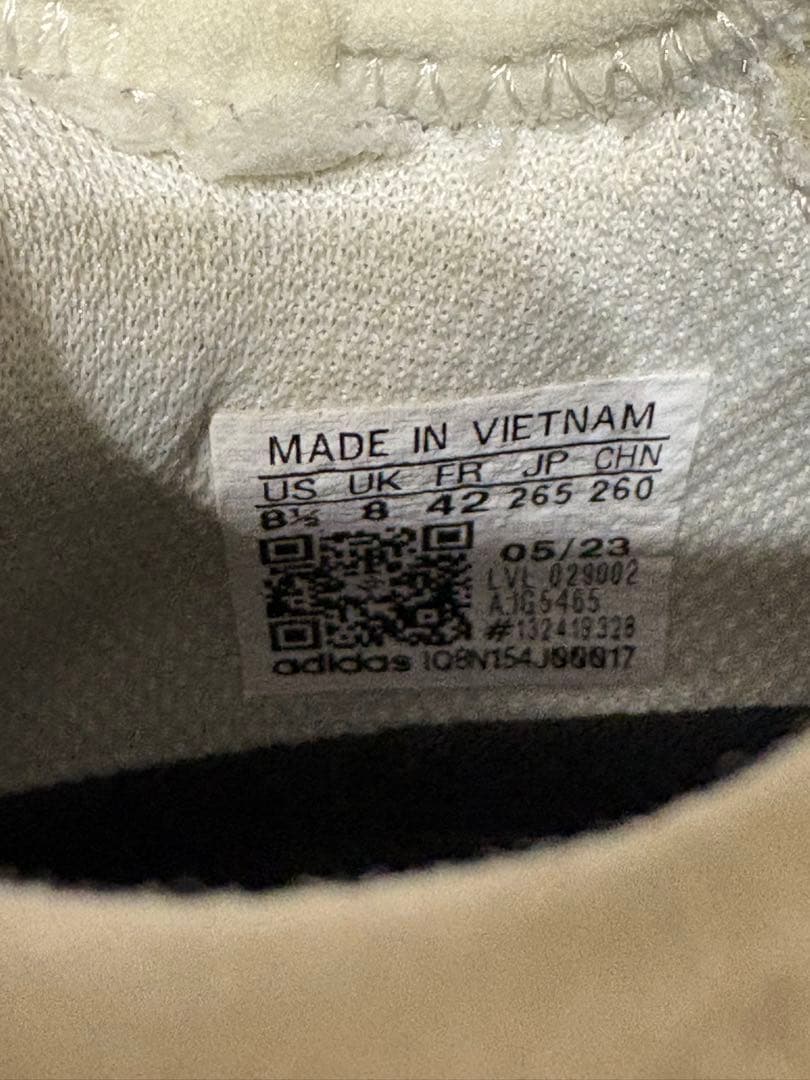 MADE IN VIETNAM
US UK FR JP CHN
8½ 8 42 265 260
05/23
LVL 029002
#132419328
adidas